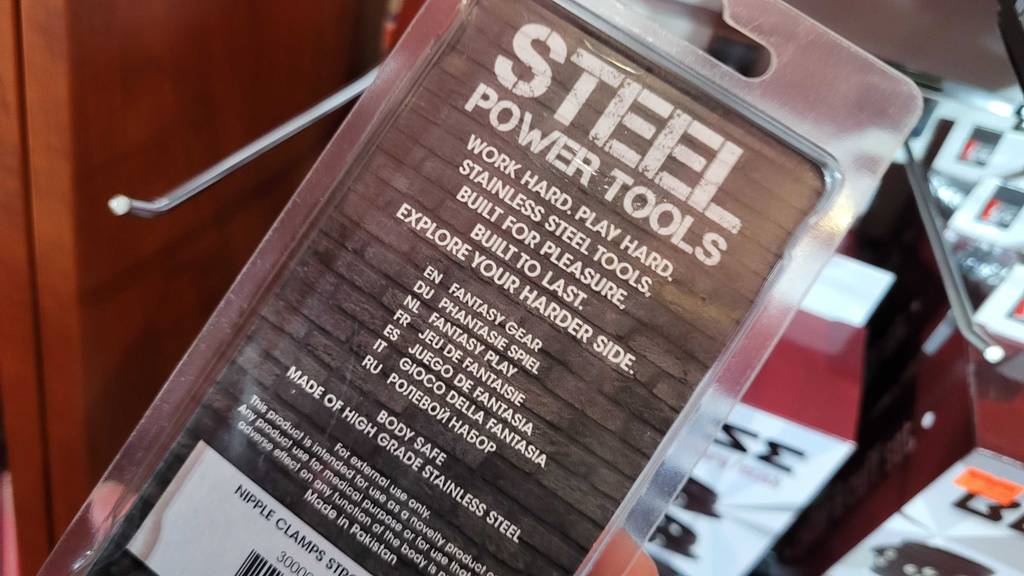 STEEL
POWER TOOLS
WORK HARD. PLAY HARD.
STAINLESS STEEL TOOLS.
BUILT FOR PLEASURE.
BUILT TO LAST.
EXPLORE YOUR HARDER SIDE.
EN FANTASY GEAR
DU PHANTASIE SPIEL
NL FANTASY PLAY
FR JEU DE FANTAISIE
ES JUEGO DE FANTASIA
IT GIOCO DELLA FANTASIA
RU РОЛЕВОЙ НАБОР
BODY SAFE
MADE OF HIGH GRADE STAINLESS STEEL
For external use only.
This product is intended for use as a novelty product
Any product use for medical purpose or for use that
adverse effect on any function of the body is
Made in Pakistan
NIPPLE CLAMPS